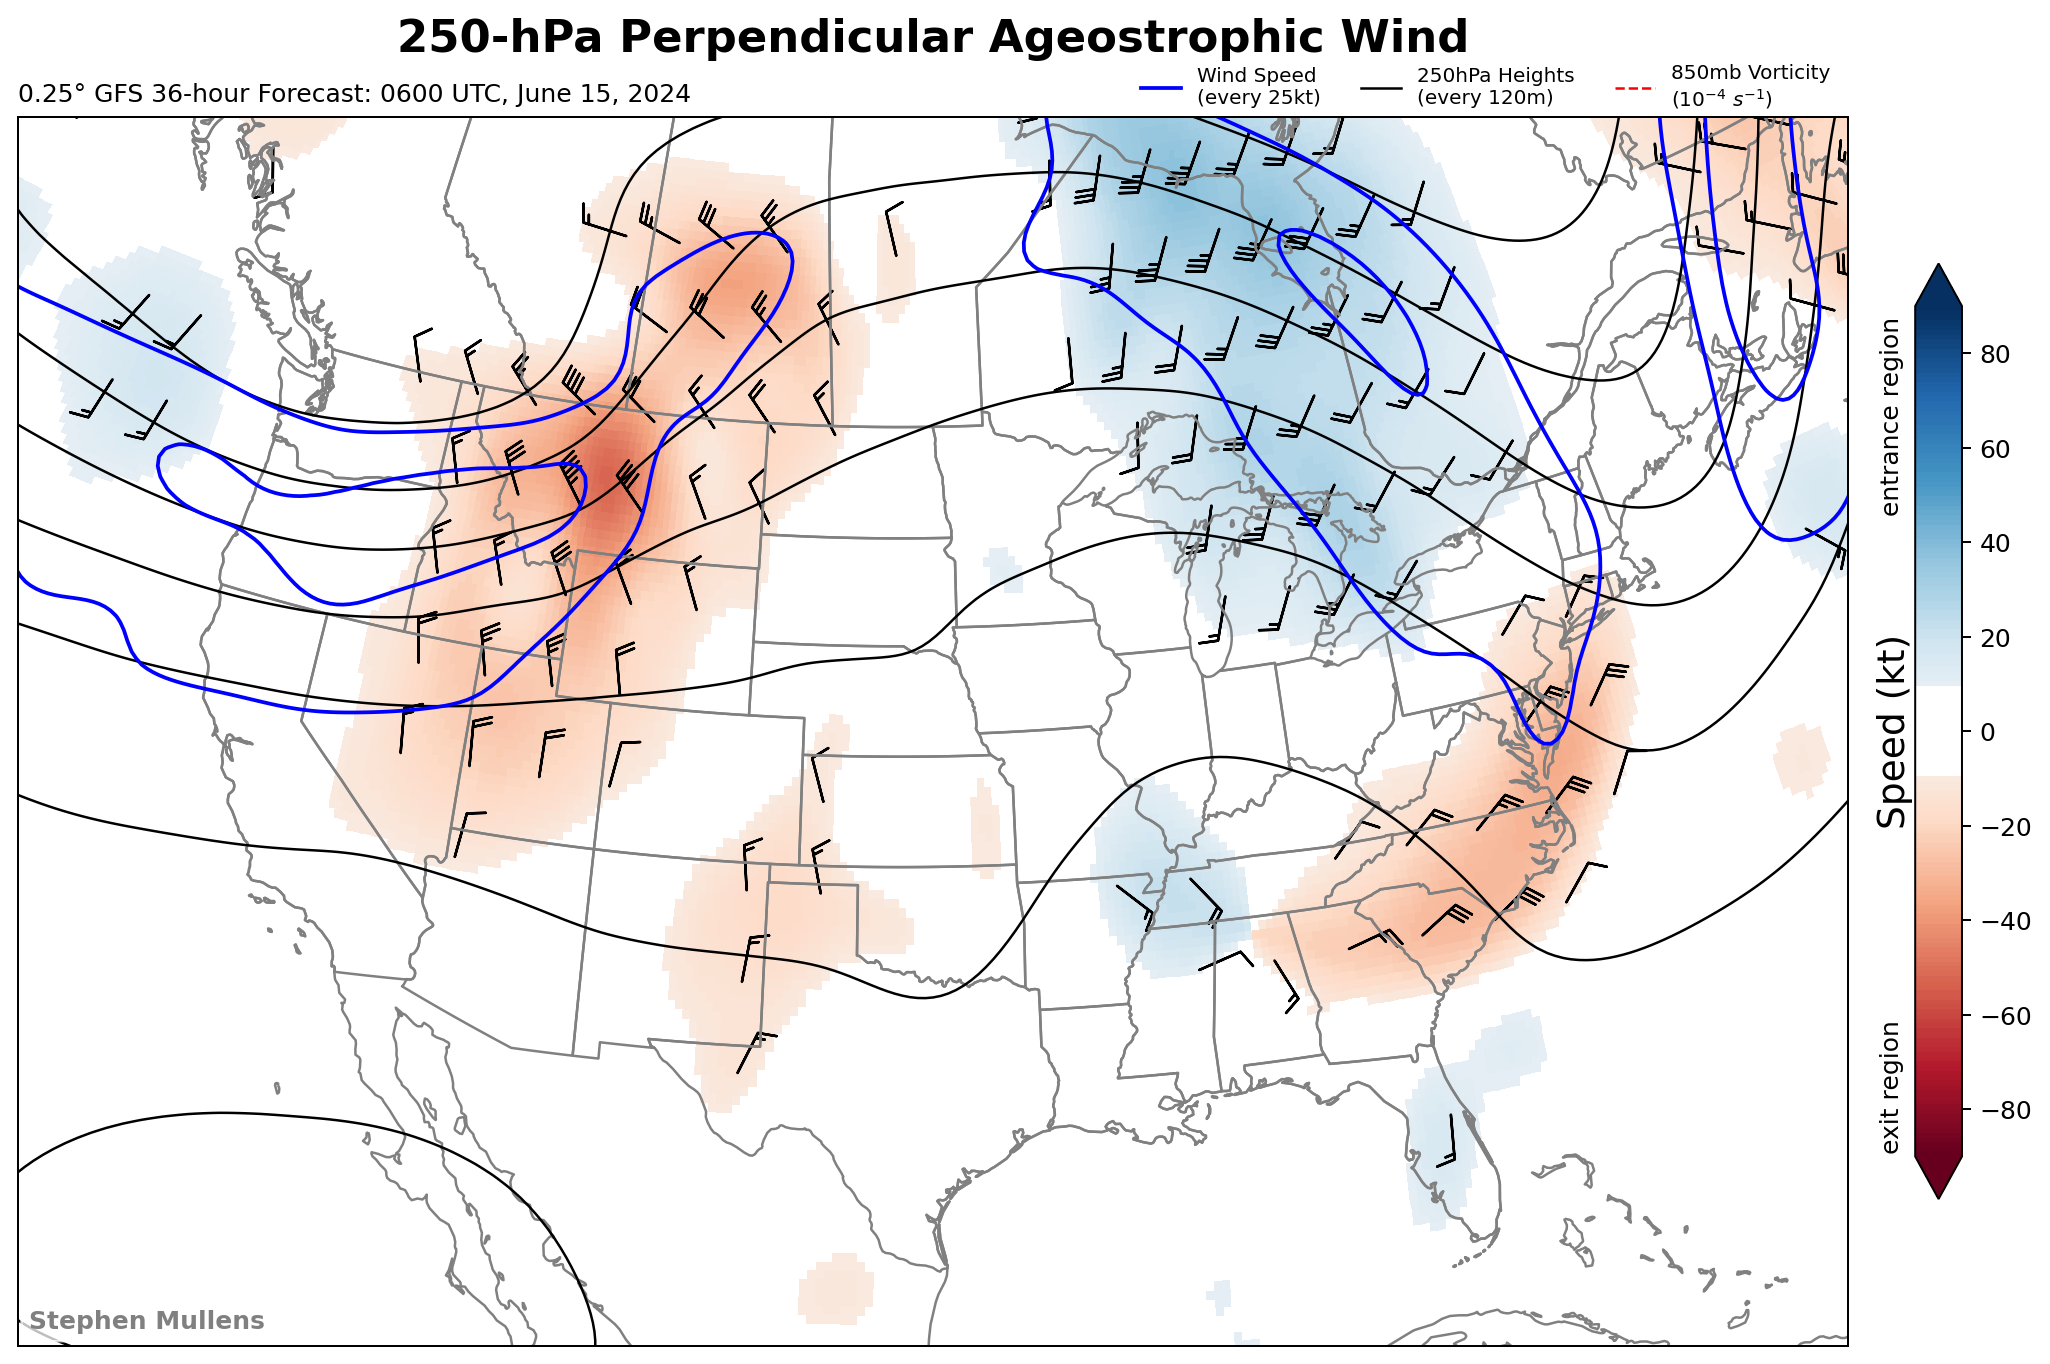 250-hPa Perpendicular Ageostrophic Wind
0.25° GFS 36-hour Forecast: 0600 UTC, June 15, 2024
Wind Speed
(every 25kt)
250hPa Heights
(every 120m)
850mb Vorticity
(10⁻⁴ s⁻¹)
entrance region
Speed (kt)
exit region
80
60
40
20
0
−20
−40
−60
−80
Stephen Mullens